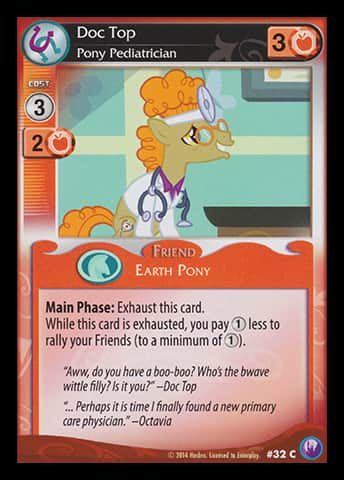 Doc Top
Pony Pediatrician
3
COST
3
2
FRIEND
EARTH PONY
Main Phase: Exhaust this card.
While this card is exhausted, you pay 1 less to
rally your Friends (to a minimum of 1).
"Aww, do you have a boo-boo? Who's the bwave
wittle filly? Is it you?" –Doc Top
"... Perhaps it is time I finally found a new primary
care physician." –Octavia
© 2014 Hasbro. Licensed to Enterplay.
#32 C